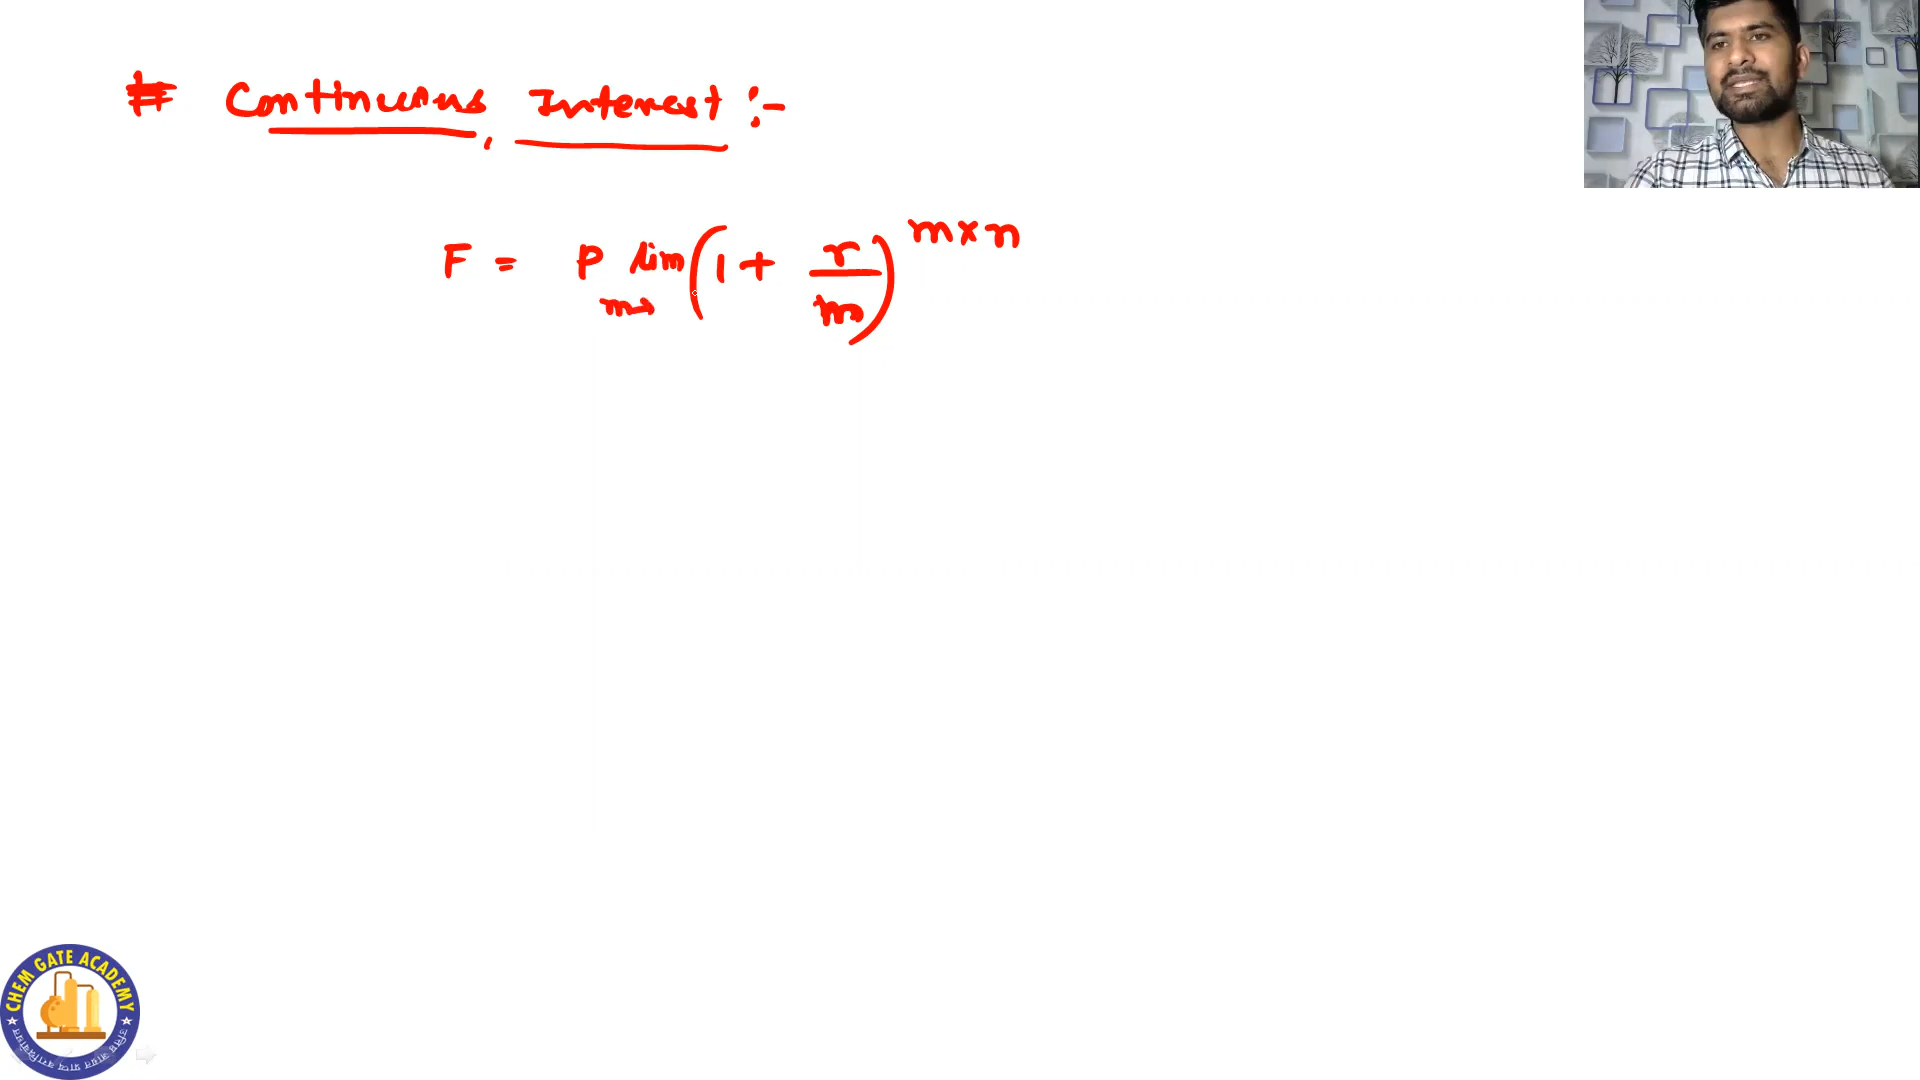 # Continuous Interest :-
F = P lim (1 + r/m)^m×n
m→
CHEM GATE ACADEMY